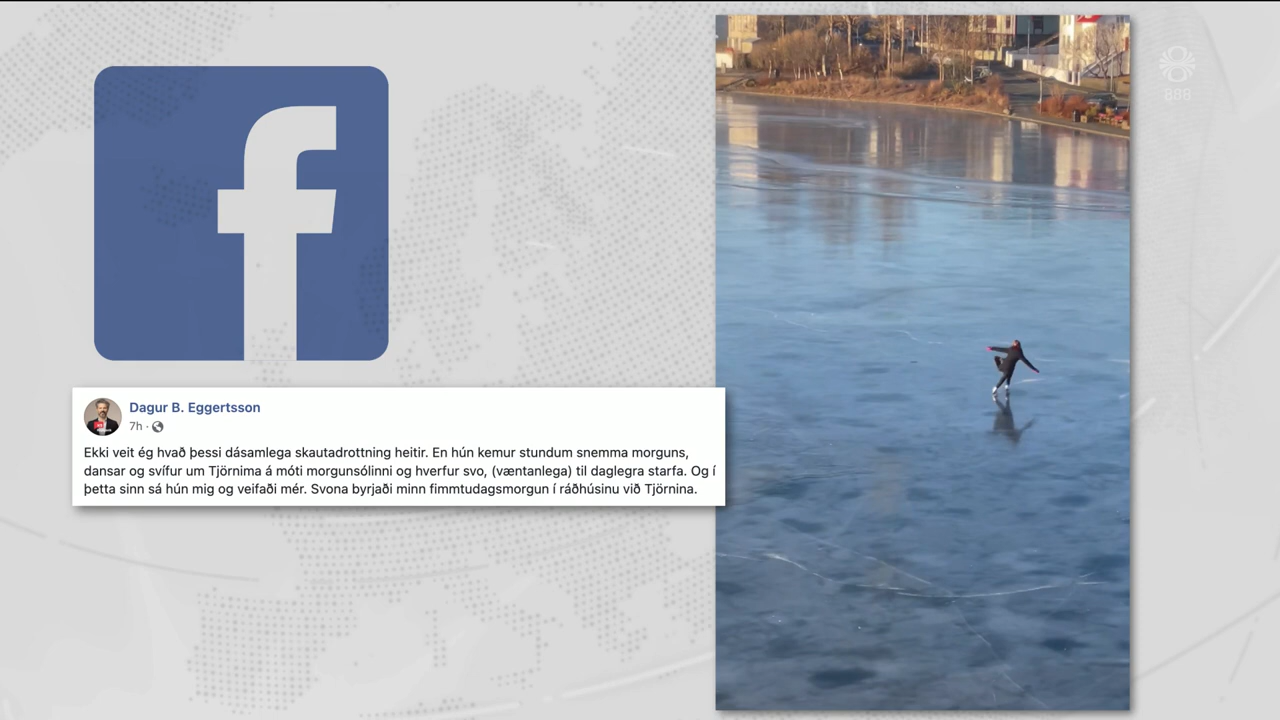 Dagur B. Eggertsson
7h ·
Ekki veit ég hvað þessi dásamlega skautadrottning heitir. En hún kemur stundum snemma morguns,
dansar og svífur um Tjörnima á móti morgunsólinni og hverfur svo, (væntanlega) til daglegra starfa. Og í
þetta sinn sá hún mig og veifaði mér. Svona byrjaði minn fimmtudagsmorgun í ráðhúsinu við Tjörnina.
888